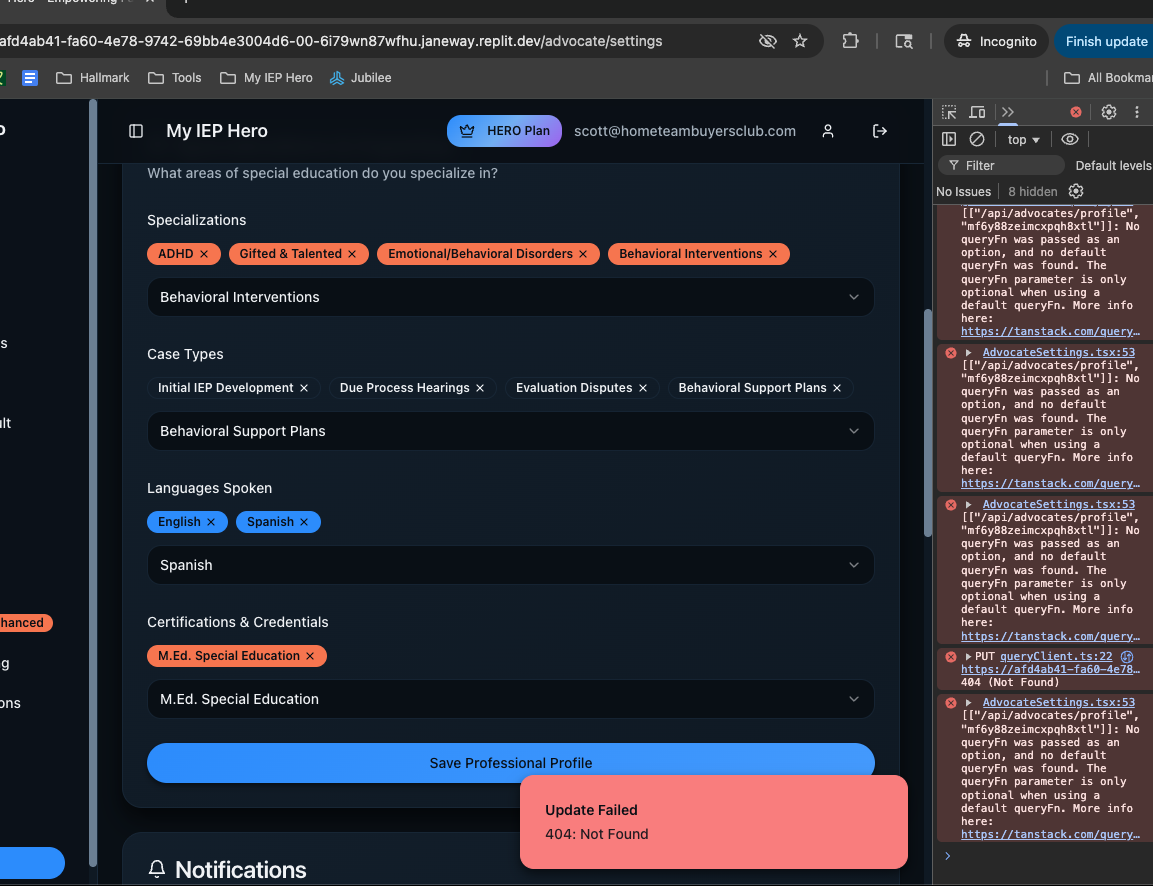 afd4ab41-fa60-4e78-9742-69bb4e3004d6-00-6i79wn87wfhu.janeway.replit.dev/advocate/settings
Incognito
Finish update
Hallmark
Tools
My IEP Hero
Jubilee
All Bookmar
My IEP Hero
HERO Plan
scott@hometeambuyersclub.com
What areas of special education do you specialize in?
Specializations
ADHD ×
Gifted & Talented ×
Emotional/Behavioral Disorders ×
Behavioral Interventions ×
Behavioral Interventions
Case Types
Initial IEP Development ×
Due Process Hearings ×
Evaluation Disputes ×
Behavioral Support Plans ×
Behavioral Support Plans
Languages Spoken
English ×
Spanish ×
Spanish
Certifications & Credentials
M.Ed. Special Education ×
M.Ed. Special Education
Save Professional Profile
Update Failed
404: Not Found
Notifications
s
lt
hanced
g
ons
top
Filter
Default levels
No Issues
8 hidden
[["/api/advocates/profile",
"mf6y88zeimcxpqh8xtl"]]: No
queryFn was passed as an
option, and no default
queryFn was found. The
queryFn parameter is only
optional when using a
default queryFn. More info
here:
https://tanstack.com/query…
AdvocateSettings.tsx:53
[["/api/advocates/profile",
"mf6y88zeimcxpqh8xtl"]]: No
queryFn was passed as an
option, and no default
queryFn was found. The
queryFn parameter is only
optional when using a
default queryFn. More info
here:
https://tanstack.com/query…
AdvocateSettings.tsx:53
[["/api/advocates/profile",
"mf6y88zeimcxpqh8xtl"]]: No
queryFn was passed as an
option, and no default
queryFn was found. The
queryFn parameter is only
optional when using a
default queryFn. More info
here:
https://tanstack.com/query…
PUT queryClient.ts:22
https://afd4ab41-fa60-4e78…
404 (Not Found)
AdvocateSettings.tsx:53
[["/api/advocates/profile",
"mf6y88zeimcxpqh8xtl"]]: No
queryFn was passed as an
option, and no default
queryFn was found. The
queryFn parameter is only
optional when using a
default queryFn. More info
here:
https://tanstack.com/query…